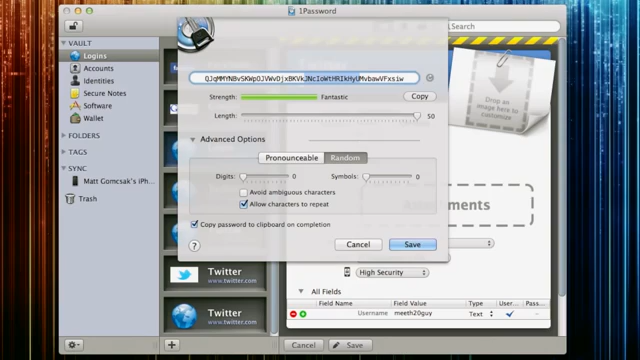 1Password
Search
VAULT
Logins
Accounts
Identities
Secure Notes
Software
Wallet
FOLDERS
TAGS
SYNC
Matt Gomcsak's iPh...
Trash
Strength:
Fantastic
Copy
Length:
50
Advanced Options
Pronounceable
Random
Digits:
0
Symbols:
0
Avoid ambiguous characters
Allow characters to repeat
Copy password to clipboard on completion
?
Cancel
Save
Drop an
image here to
customize
High Security
Twitter
www.twitter.com
Twitter
www.twitter.com
All Fields
Field Name
Field Value
Type
User...
Pass...
Username
meeth20guy
Text
Cancel
Save